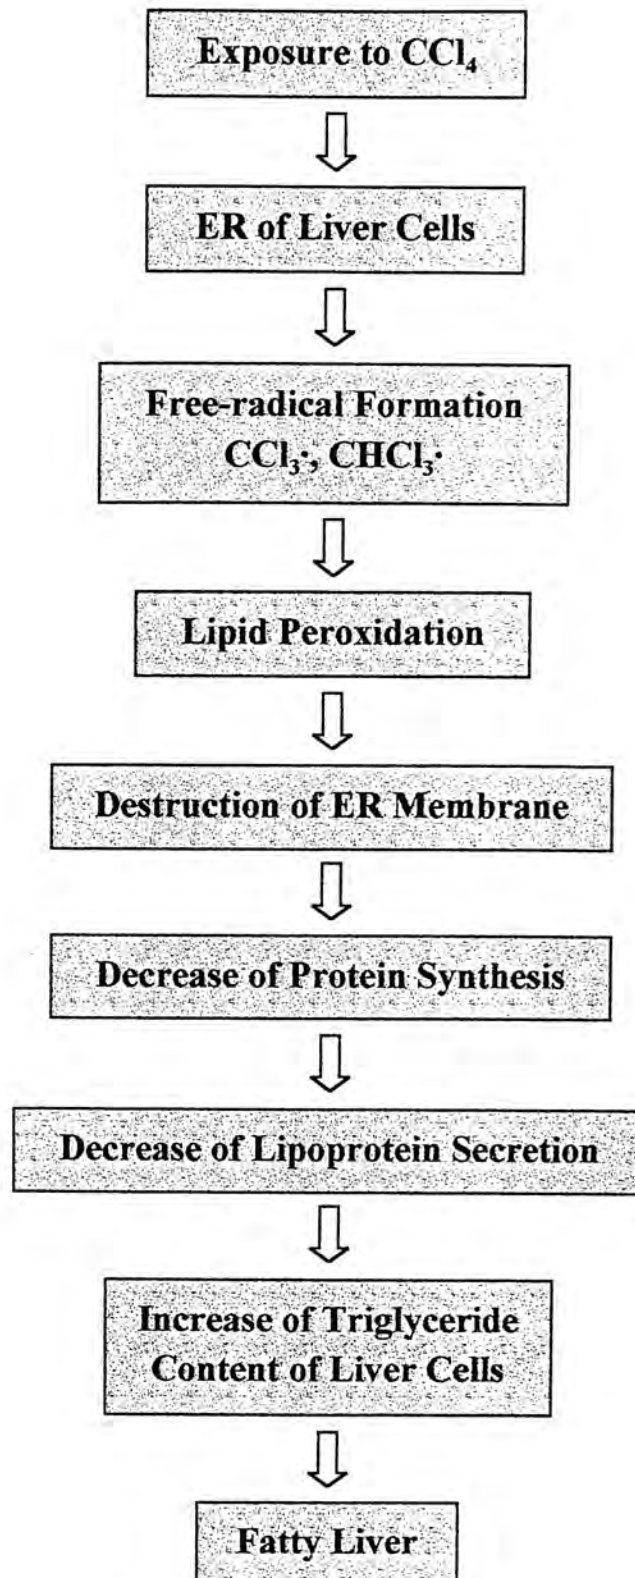 Exposure to CCl₄
ER of Liver Cells
Free-radical Formation
CCl₃·, CHCl₃·
Lipid Peroxidation
Destruction of ER Membrane
Decrease of Protein Synthesis
Decrease of Lipoprotein Secretion
Increase of Triglyceride
Content of Liver Cells
Fatty Liver